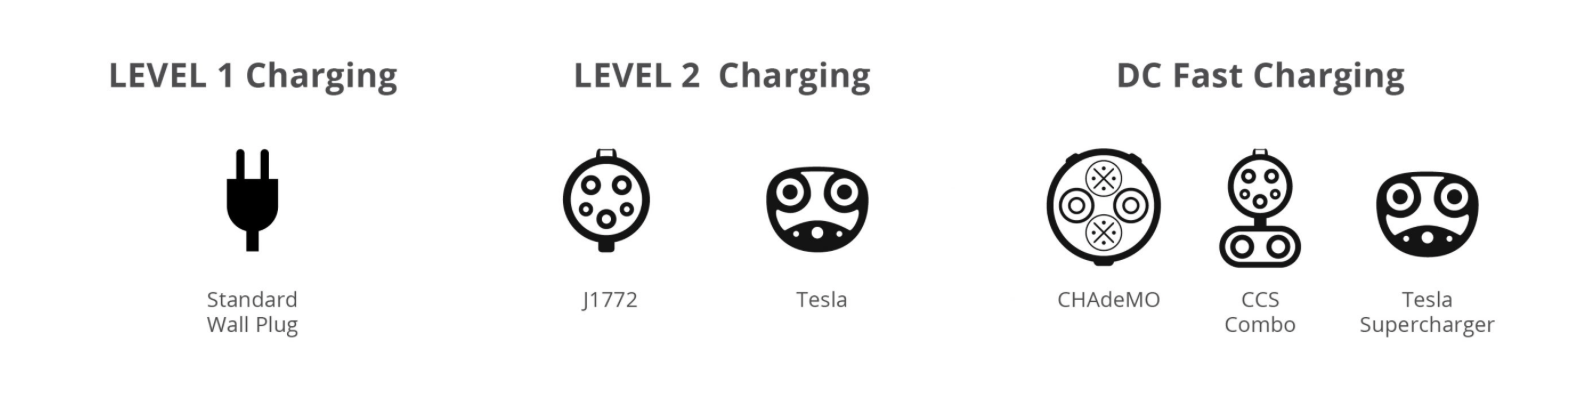 LEVEL 1 Charging
LEVEL 2 Charging
DC Fast Charging
Standard
Wall Plug
J1772
Tesla
CHAdeMO
CCS
Combo
Tesla
Supercharger